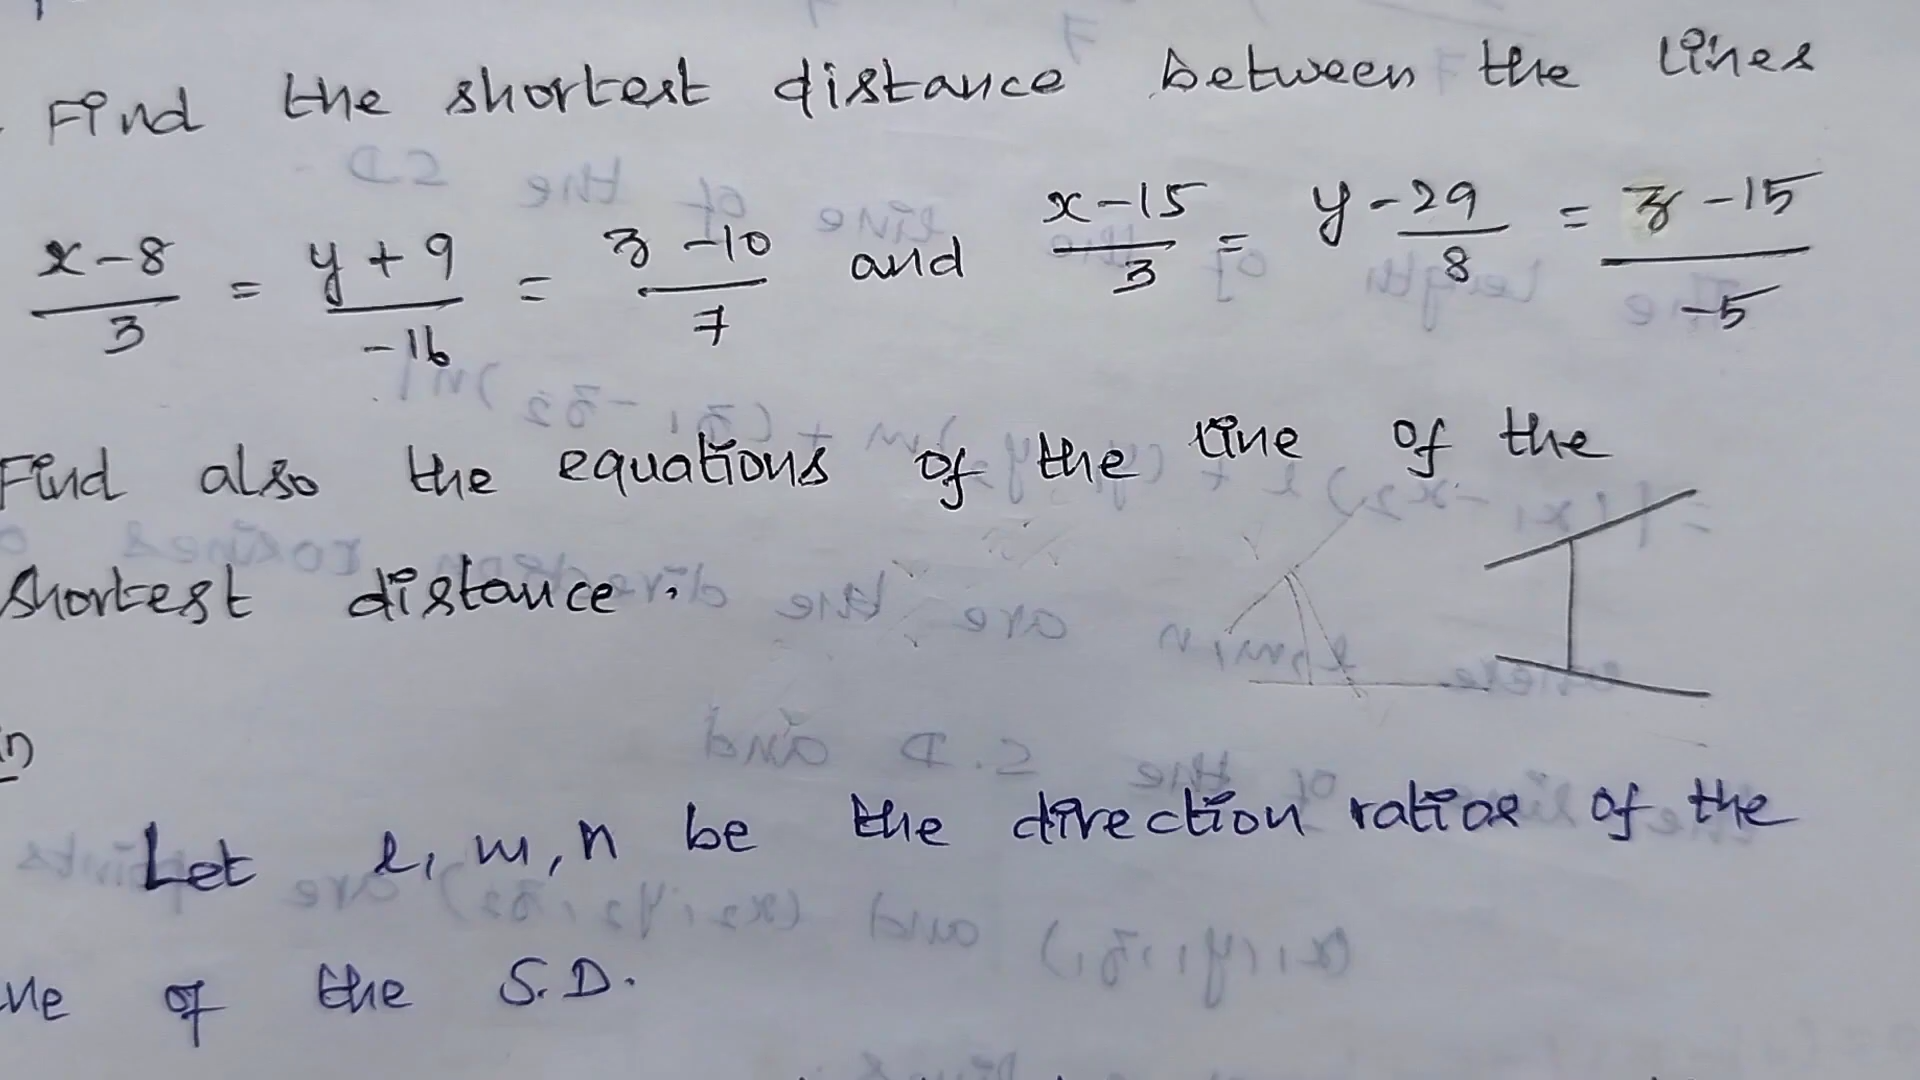 Find the shortest distance between the lines
x-8/3 = y+9/-16 = z-10/7 and x-15/3 = y-29/8 = z-15/-5
Find also the equations of the line of the
shortest distance.
Let l, m, n be the direction ratios of the
of the S.D.